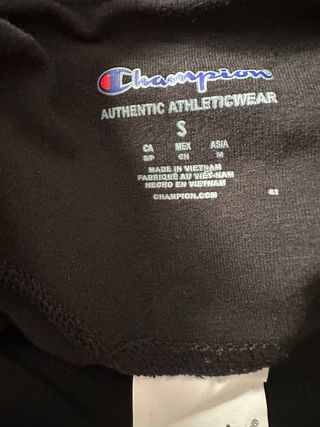 Champion
AUTHENTIC ATHLETICWEAR
S
CA MEX ASIA
S/P CH M
MADE IN VIETNAM
FABRIQUÉ AU VIÊT-NAM
HECHO EN VIETNAM
CHAMPION.COM